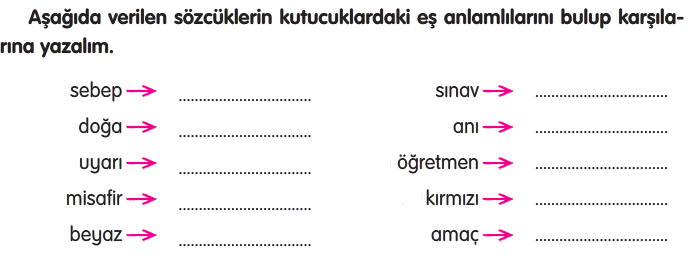 Aşağıda verilen sözcüklerin kutucuklardaki eş anlamlılarını bulup karşıla-
rına yazalım.
sebep → ................................. sınav → .................................
doğa → ................................. anı → .................................
uyarı → ................................. öğretmen → .................................
misafir → ................................. kırmızı → .................................
beyaz → ................................. amaç → .................................